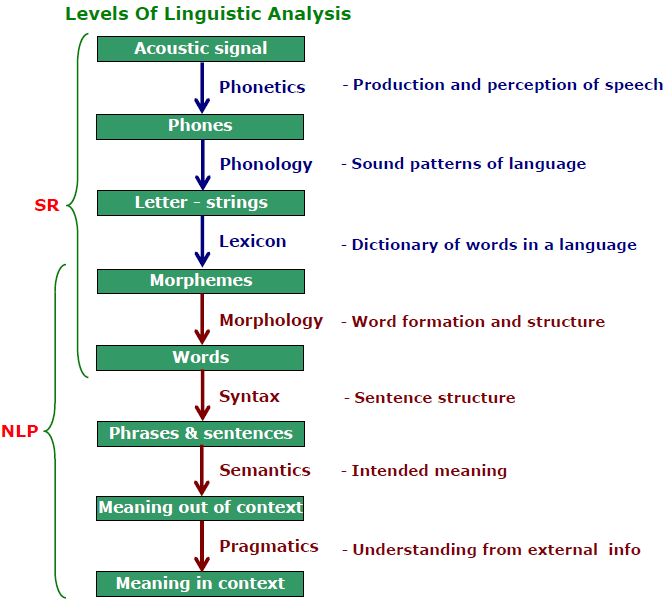 Levels Of Linguistic Analysis
Acoustic signal
Phonetics - Production and perception of speech
Phones
Phonology - Sound patterns of language
Letter – strings
SR
Lexicon - Dictionary of words in a language
Morphemes
Morphology - Word formation and structure
Words
Syntax - Sentence structure
NLP
Phrases & sentences
Semantics - Intended meaning
Meaning out of context
Pragmatics - Understanding from external info
Meaning in context